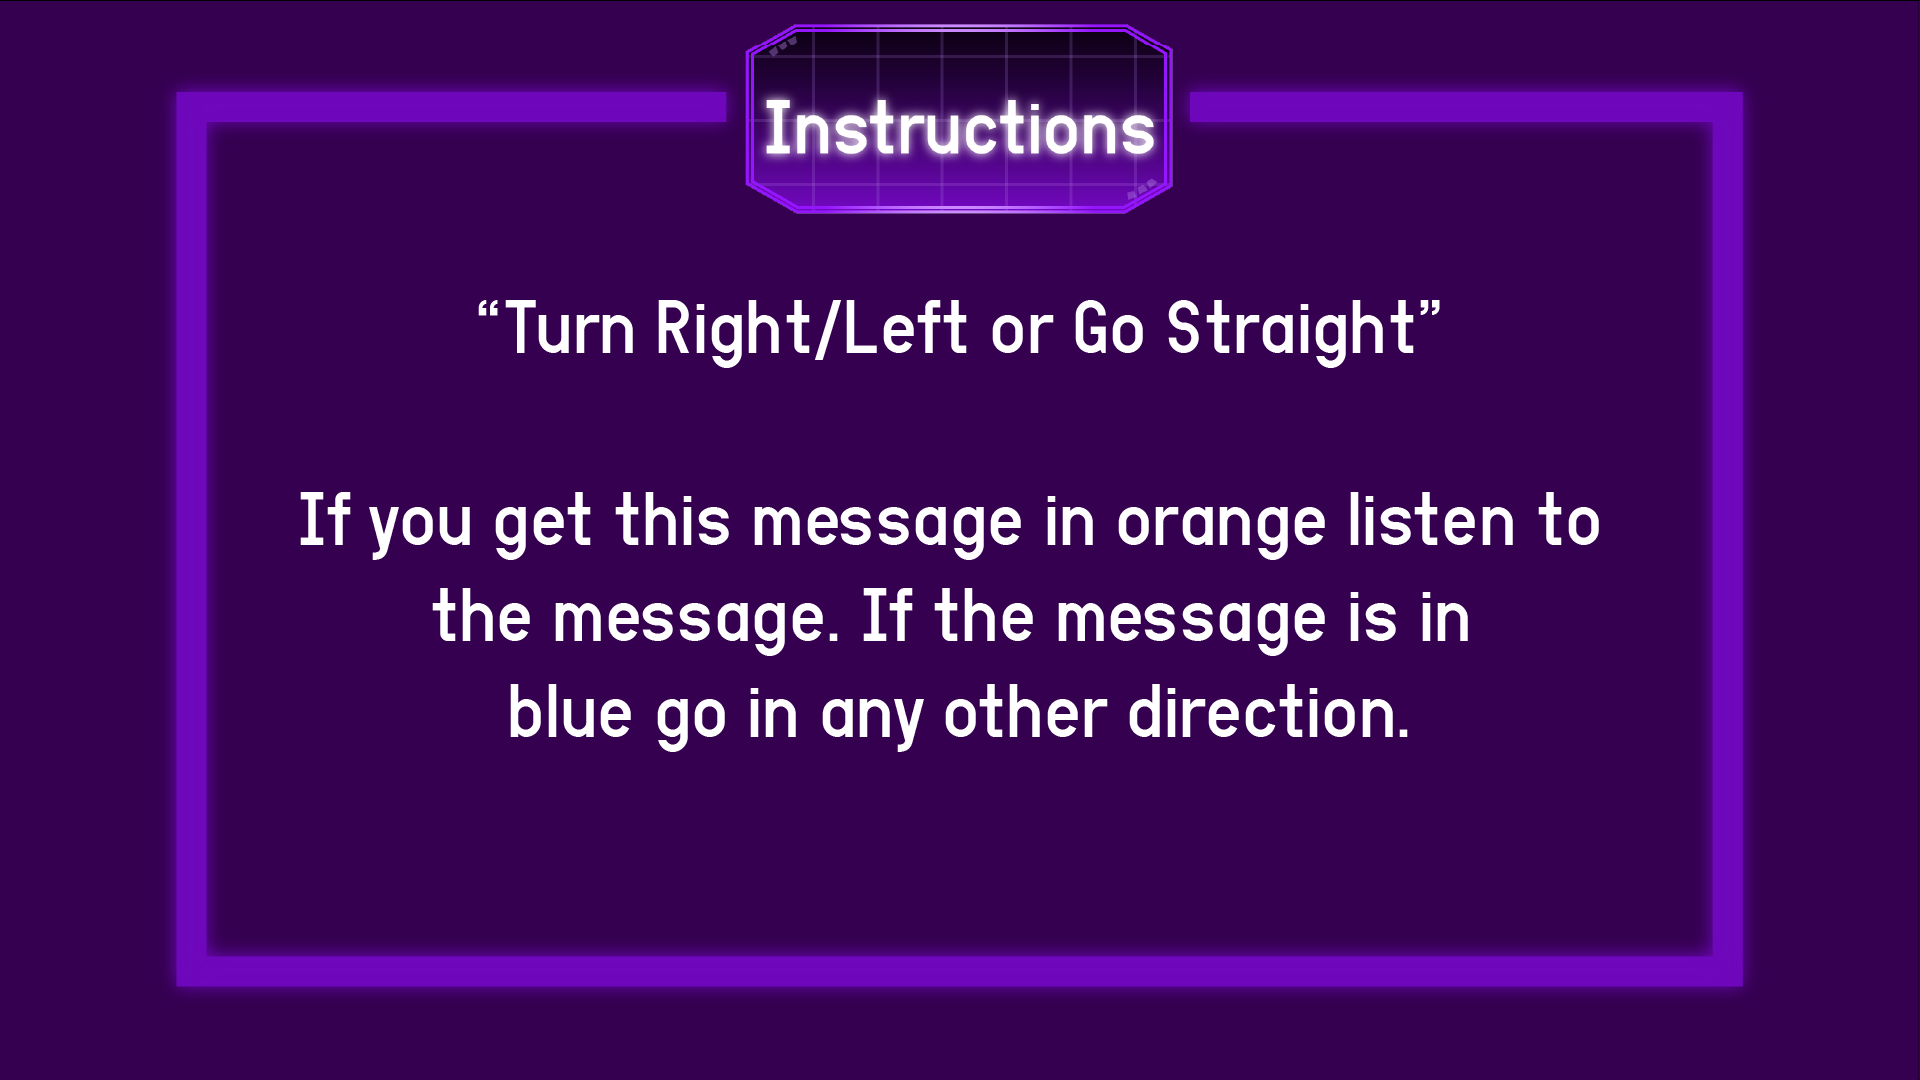 Instructions
“Turn Right/Left or Go Straight”
If you get this message in orange listen to
the message. If the message is in
blue go in any other direction.